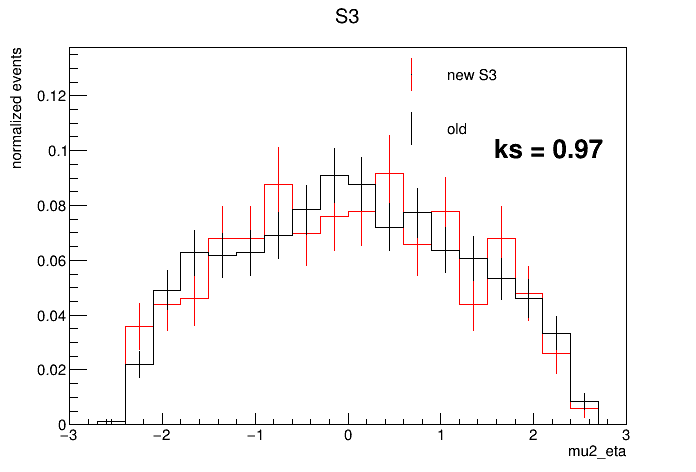 S3
normalized events
new S3
old
ks = 0.97
0.12
0.1
0.08
0.06
0.04
0.02
0
−3
−2
−1
0
1
2
3
mu2_eta